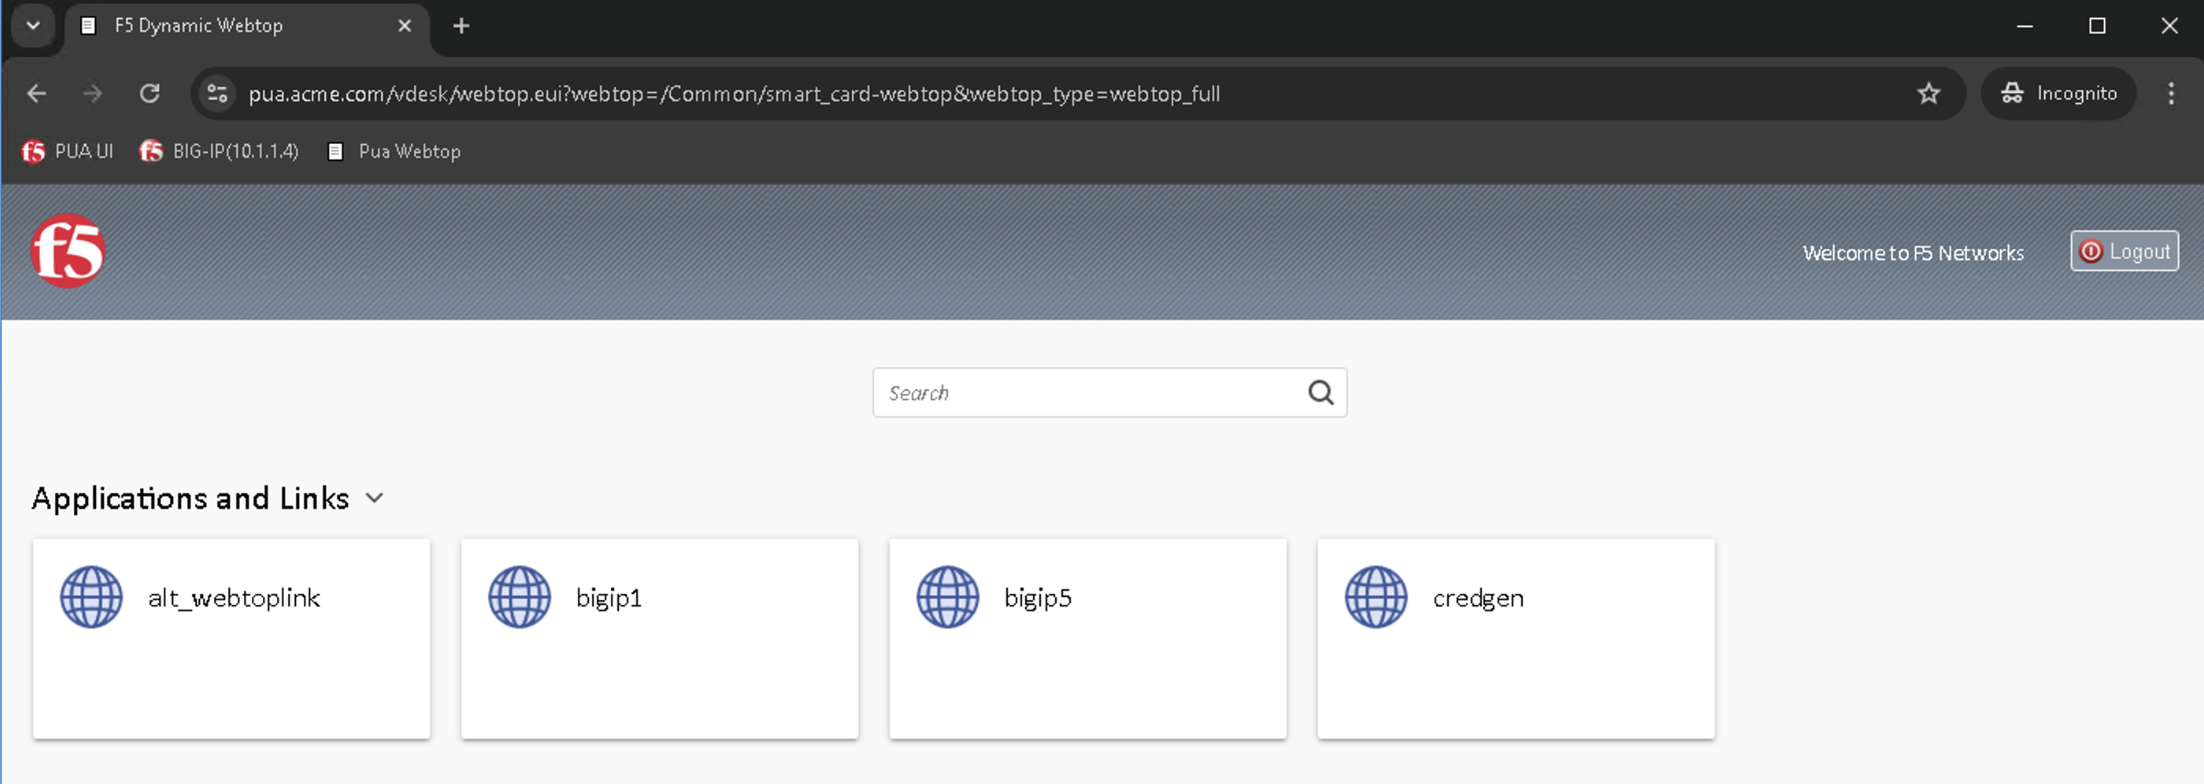 F5 Dynamic Webtop
pua.acme.com/vdesk/webtop.eui?webtop=/Common/smart_card-webtop&webtop_type=webtop_full
Incognito
f5 PUA UI f5 BIG-IP(10.1.1.4) Pua Webtop
f5
Welcome to F5 Networks
Logout
Search
Applications and Links
alt_webtoplink
bigip1
bigip5
credgen